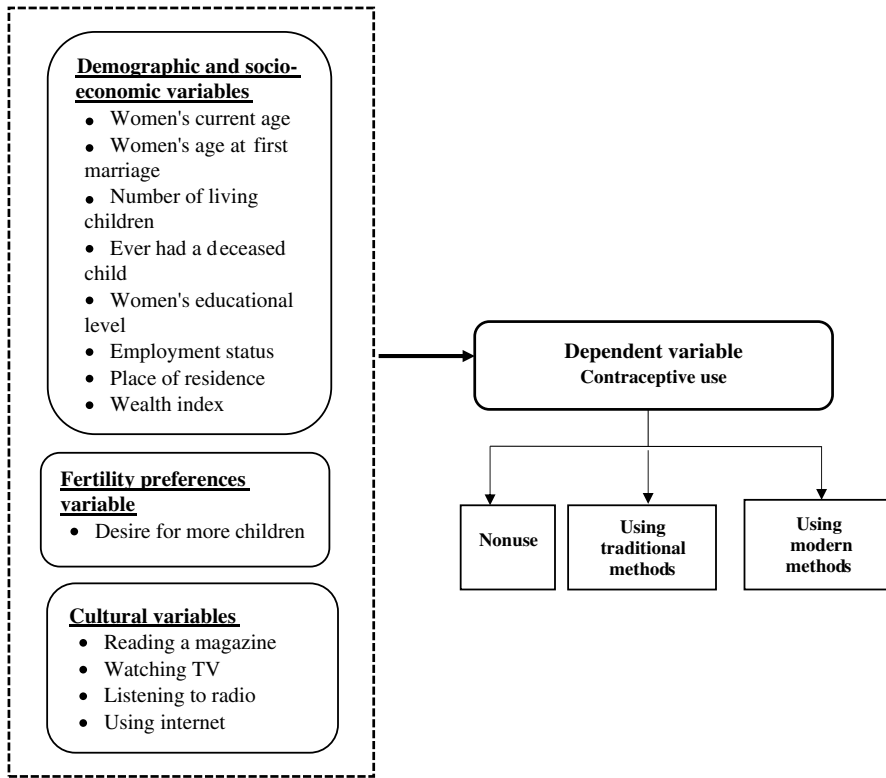 Demographic and socio-
economic variables
• Women's current age
• Women's age at first
marriage
• Number of living
children
• Ever had a deceased
child
• Women's educational
level
• Employment status
• Place of residence
• Wealth index
Fertility preferences
variable
• Desire for more children
Cultural variables
• Reading a magazine
• Watching TV
• Listening to radio
• Using internet
Dependent variable
Contraceptive use
Nonuse
Using
traditional
methods
Using
modern
methods